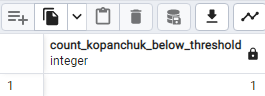 count_kopanchuk_below_threshold
integer
1 1